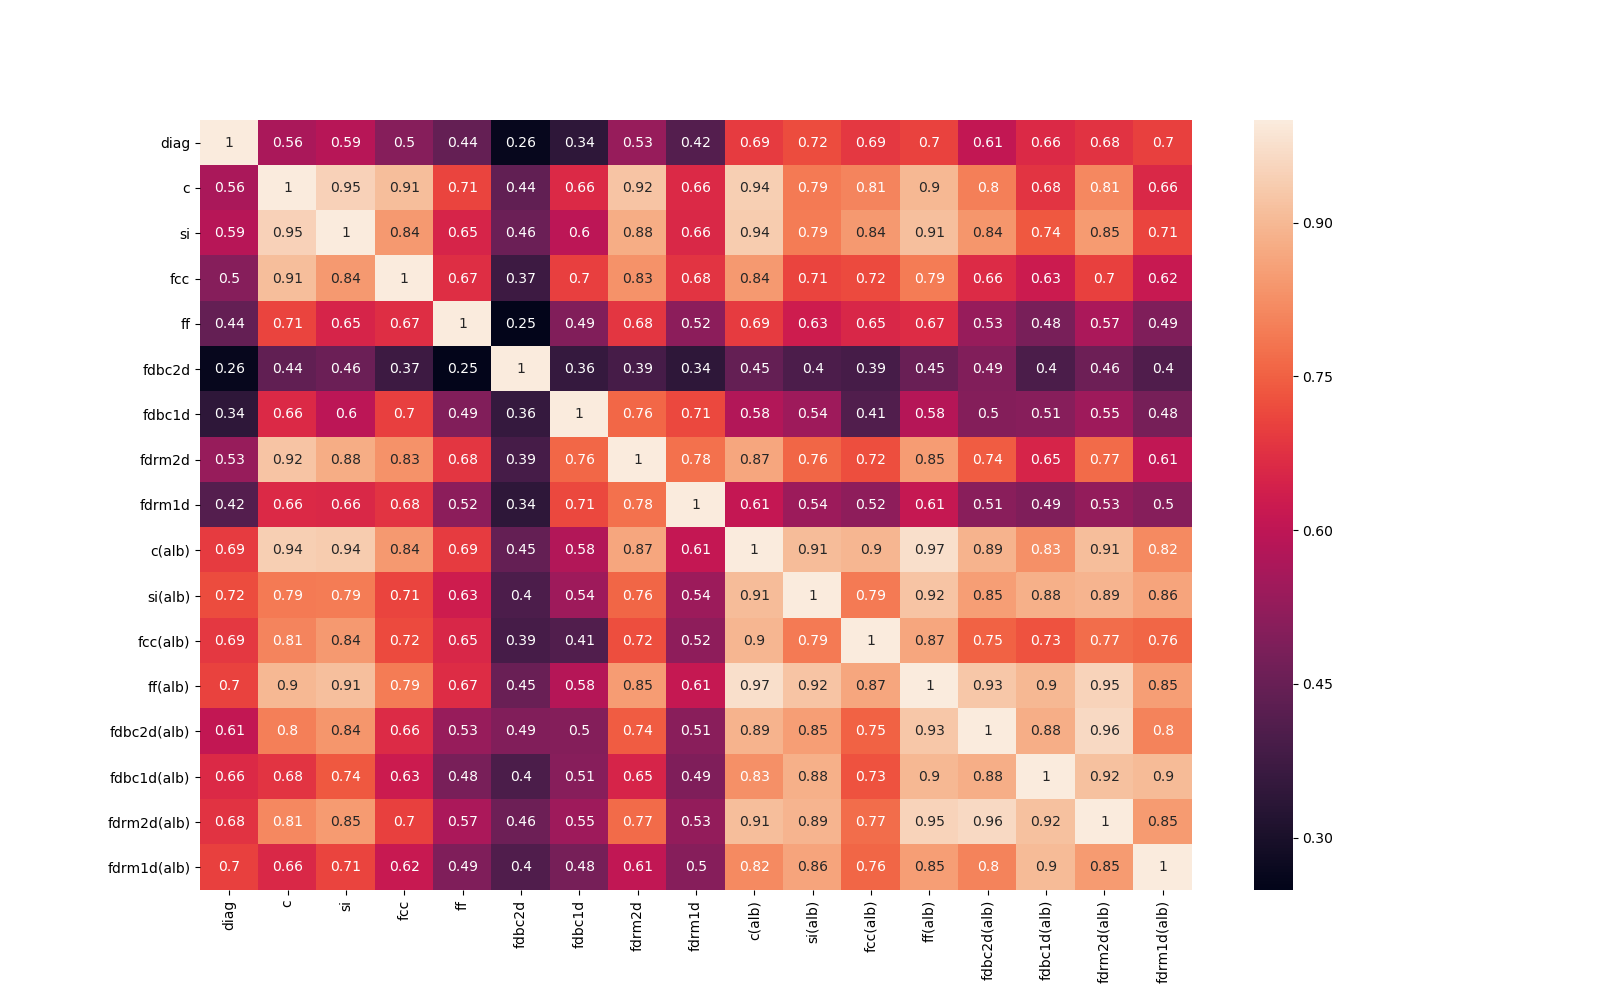 diag 1 0.56 0.59 0.5 0.44 0.26 0.34 0.53 0.42 0.69 0.72 0.69 0.7 0.61 0.66 0.68 0.7
c 0.56 1 0.95 0.91 0.71 0.44 0.66 0.92 0.66 0.94 0.79 0.81 0.9 0.8 0.68 0.81 0.66
si 0.59 0.95 1 0.84 0.65 0.46 0.6 0.88 0.66 0.94 0.79 0.84 0.91 0.84 0.74 0.85 0.71
fcc 0.5 0.91 0.84 1 0.67 0.37 0.7 0.83 0.68 0.84 0.71 0.72 0.79 0.66 0.63 0.7 0.62
ff 0.44 0.71 0.65 0.67 1 0.25 0.49 0.68 0.52 0.69 0.63 0.65 0.67 0.53 0.48 0.57 0.49
fdbc2d 0.26 0.44 0.46 0.37 0.25 1 0.36 0.39 0.34 0.45 0.4 0.39 0.45 0.49 0.4 0.46 0.4
fdbc1d 0.34 0.66 0.6 0.7 0.49 0.36 1 0.76 0.71 0.58 0.54 0.41 0.58 0.5 0.51 0.55 0.48
fdrm2d 0.53 0.92 0.88 0.83 0.68 0.39 0.76 1 0.78 0.87 0.76 0.72 0.85 0.74 0.65 0.77 0.61
fdrm1d 0.42 0.66 0.66 0.68 0.52 0.34 0.71 0.78 1 0.61 0.54 0.52 0.61 0.51 0.49 0.53 0.5
c(alb) 0.69 0.94 0.94 0.84 0.69 0.45 0.58 0.87 0.61 1 0.91 0.9 0.97 0.89 0.83 0.91 0.82
si(alb) 0.72 0.79 0.79 0.71 0.63 0.4 0.54 0.76 0.54 0.91 1 0.79 0.92 0.85 0.88 0.89 0.86
fcc(alb) 0.69 0.81 0.84 0.72 0.65 0.39 0.41 0.72 0.52 0.9 0.79 1 0.87 0.75 0.73 0.77 0.76
ff(alb) 0.7 0.9 0.91 0.79 0.67 0.45 0.58 0.85 0.61 0.97 0.92 0.87 1 0.93 0.9 0.95 0.85
fdbc2d(alb) 0.61 0.8 0.84 0.66 0.53 0.49 0.5 0.74 0.51 0.89 0.85 0.75 0.93 1 0.88 0.96 0.8
fdbc1d(alb) 0.66 0.68 0.74 0.63 0.48 0.4 0.51 0.65 0.49 0.83 0.88 0.73 0.9 0.88 1 0.92 0.9
fdrm2d(alb) 0.68 0.81 0.85 0.7 0.57 0.46 0.55 0.77 0.53 0.91 0.89 0.77 0.95 0.96 0.92 1 0.85
fdrm1d(alb) 0.7 0.66 0.71 0.62 0.49 0.4 0.48 0.61 0.5 0.82 0.86 0.76 0.85 0.8 0.9 0.85 1
diag c si fcc ff fdbc2d fdbc1d fdrm2d fdrm1d c(alb) si(alb) fcc(alb) ff(alb) fdbc2d(alb) fdbc1d(alb) fdrm2d(alb) fdrm1d(alb)
0.90
0.75
0.60
0.45
0.30